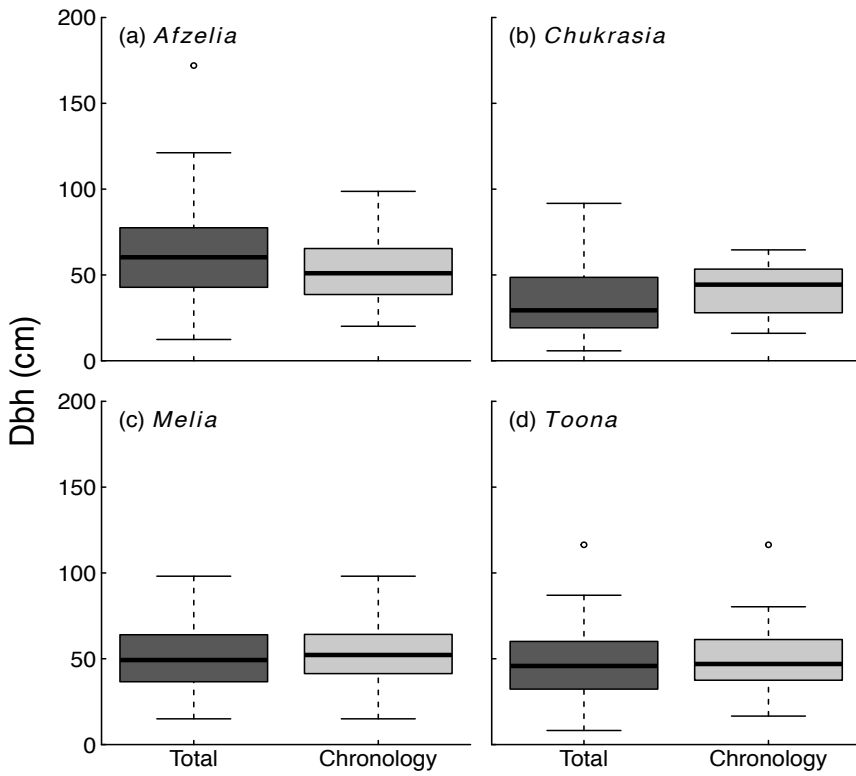 Dbh (cm)
200
150
100
50
0
(a) Afzelia
(b) Chukrasia
200
150
100
50
0
(c) Melia
(d) Toona
Total
Chronology
Total
Chronology